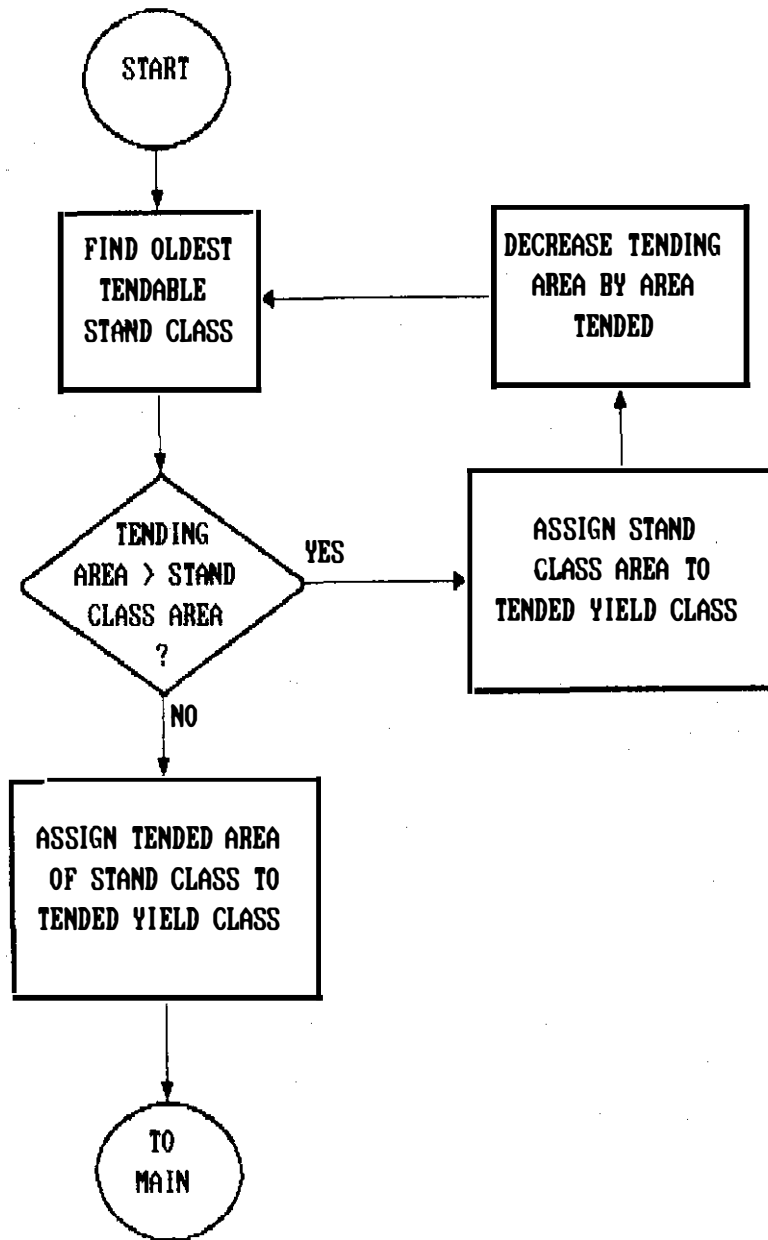 START
FIND OLDEST
TENDABLE
STAND CLASS
DECREASE TENDING
AREA BY AREA
TENDED
TENDING
AREA > STAND
CLASS AREA
?
YES
ASSIGN STAND
CLASS AREA TO
TENDED YIELD CLASS
NO
ASSIGN TENDED AREA
OF STAND CLASS TO
TENDED YIELD CLASS
TO
MAIN